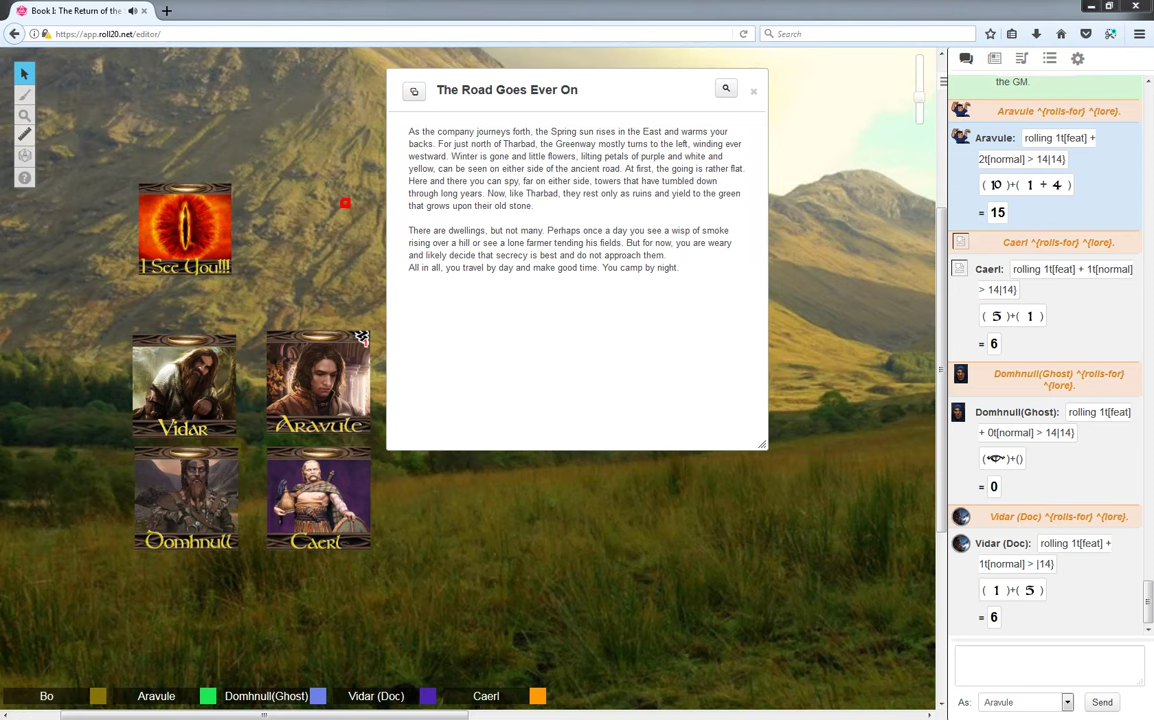 Book I: The Return of the
https://app.roll20.net/editor/
Search
The Road Goes Ever On
As the company journeys forth, the Spring sun rises in the East and warms your
backs. For just north of Tharbad, the Greenway mostly turns to the left, winding ever
westward. Winter is gone and little flowers, lilting petals of purple and white and
yellow, can be seen on either side of the ancient road. At first, the going is rather flat.
Here and there you can spy, far on either side, towers that have tumbled down
through long years. Now, like Tharbad, they rest only as ruins and yield to the green
that grows upon their old stone.
There are dwellings, but not many. Perhaps once a day you see a wisp of smoke
rising over a hill or see a lone farmer tending his fields. But for now, you are weary
and likely decide that secrecy is best and do not approach them.
All in all, you travel by day and make good time. You camp by night.
I See You!!!
Vidar
Aravule
Domhnull
Caerl
Bo
Aravule
Domhnull(Ghost)
Vidar (Doc)
Caerl
the GM.
Aravule ^{rolls-for} ^{lore}.
Aravule: rolling 1t[feat] +
2t[normal] > 14|14}
( 10 )+( 1 + 4 )
= 15
Caerl ^{rolls-for} ^{lore}.
Caerl: rolling 1t[feat] + 1t[normal]
> 14|14}
( 5 )+( 1 )
= 6
Domhnull(Ghost) ^{rolls-for}
^{lore}.
Domhnull(Ghost): rolling 1t[feat]
+ 0t[normal] > 14|14}
( )+()
= 0
Vidar (Doc) ^{rolls-for} ^{lore}.
Vidar (Doc): rolling 1t[feat] +
1t[normal] > |14}
( 1 )+( 5 )
= 6
As: Aravule
Send